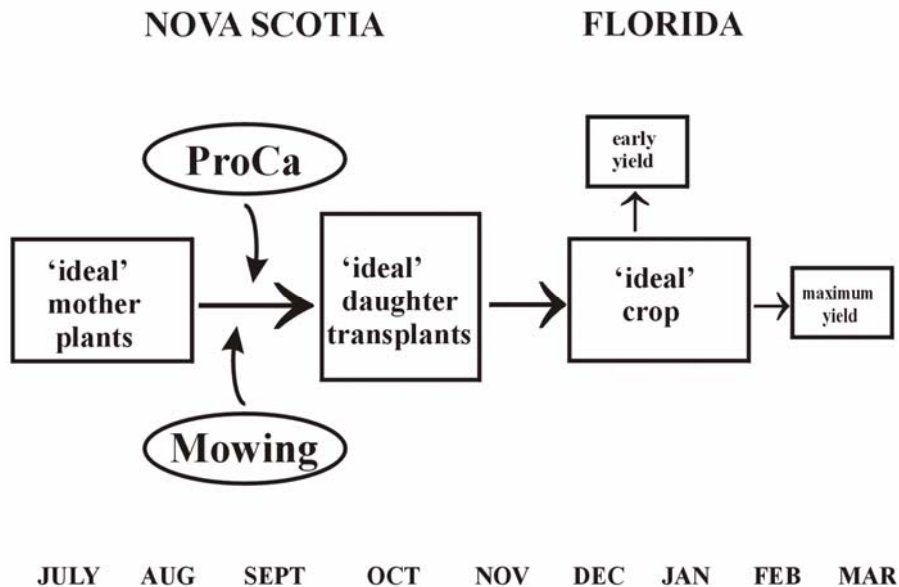 NOVA SCOTIA
FLORIDA
ProCa
early
yield
‘ideal’
mother
plants
‘ideal’
daughter
transplants
‘ideal’
crop
maximum
yield
Mowing
JULY AUG SEPT OCT NOV DEC JAN FEB MAR